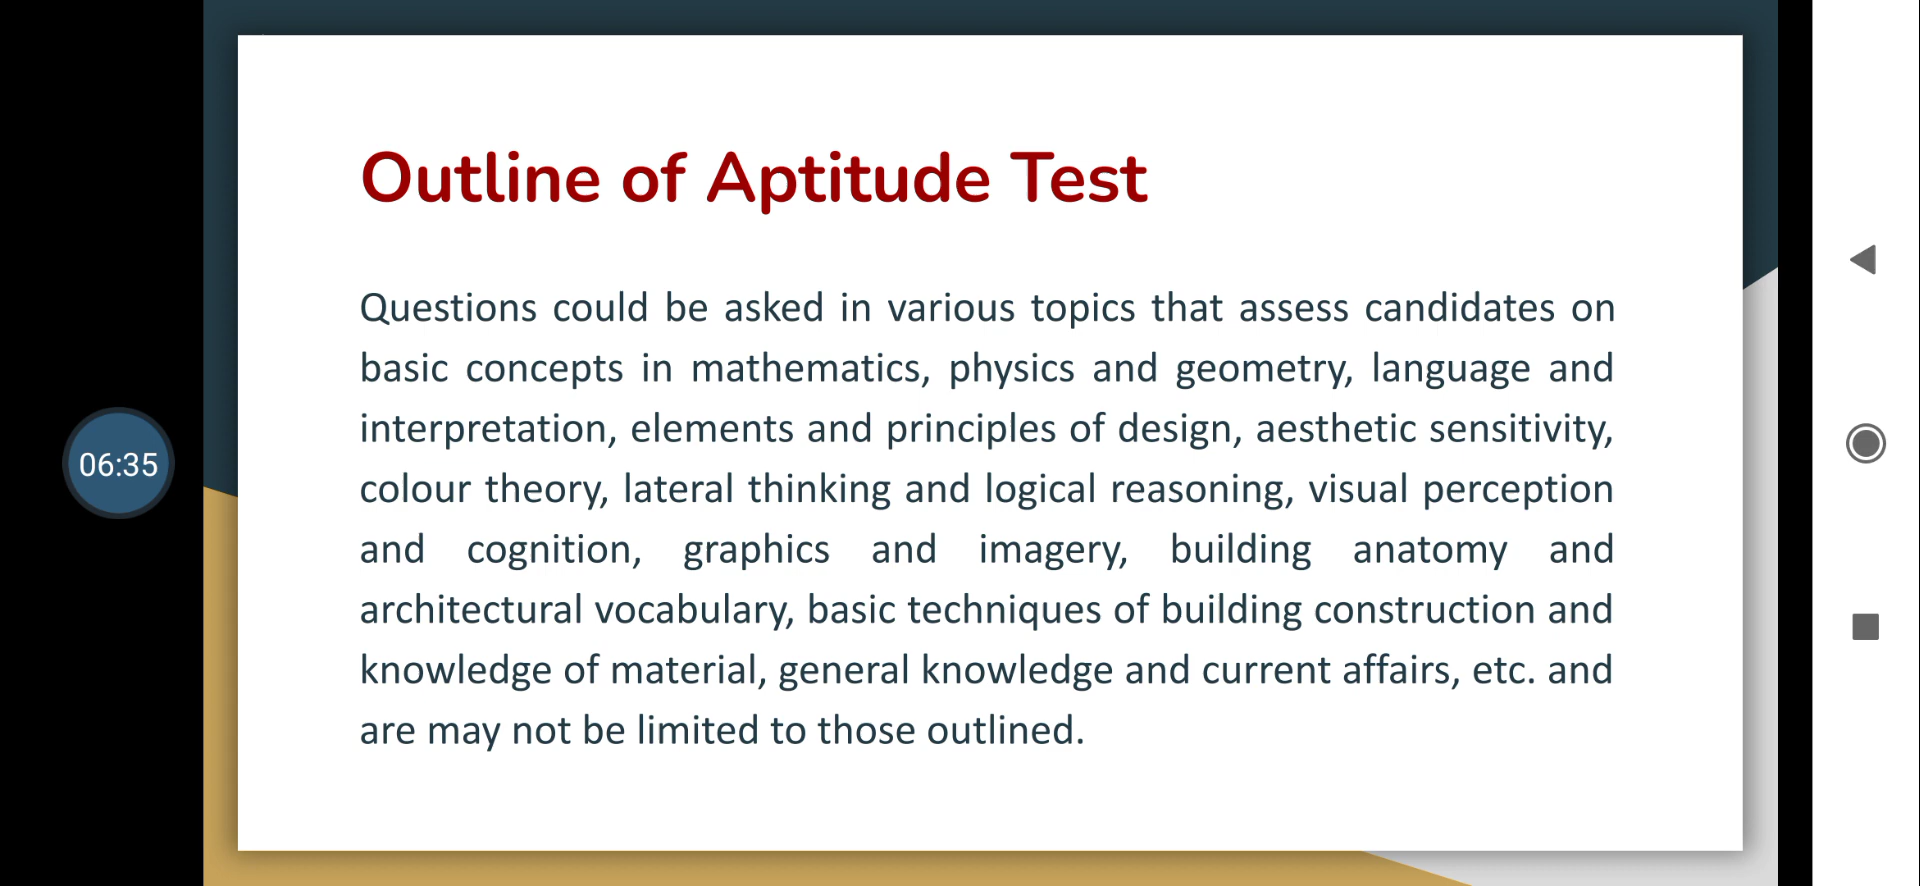 Outline of Aptitude Test
Questions could be asked in various topics that assess candidates on
basic concepts in mathematics, physics and geometry, language and
interpretation, elements and principles of design, aesthetic sensitivity,
colour theory, lateral thinking and logical reasoning, visual perception
and cognition, graphics and imagery, building anatomy and
architectural vocabulary, basic techniques of building construction and
knowledge of material, general knowledge and current affairs, etc. and
are may not be limited to those outlined.
06:35